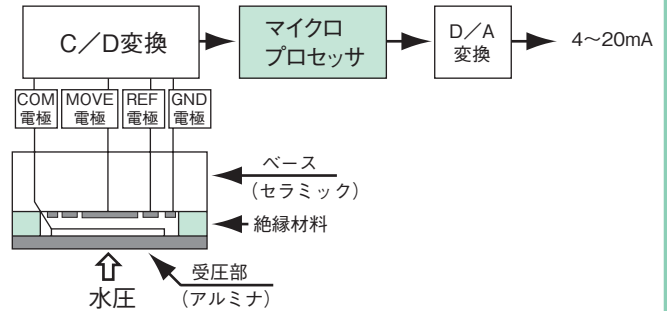 C／D変換
マイクロ
プロセッサ
D／A
変換
4〜20mA
COM
電極
MOVE
電極
REF
電極
GND
電極
ベース
（セラミック）
絶縁材料
受圧部
（アルミナ）
水圧